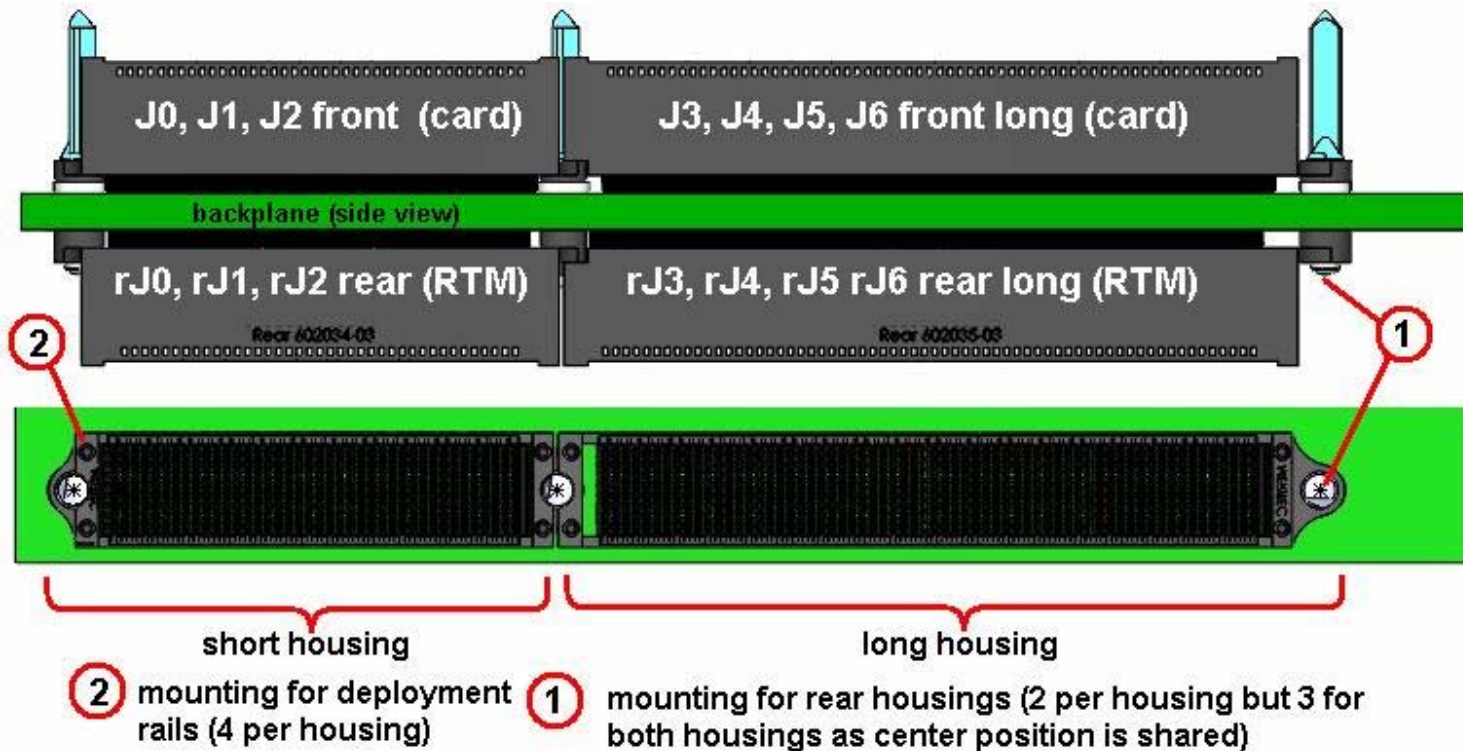 J0, J1, J2 front (card)
J3, J4, J5, J6 front long (card)
backplane (side view)
rJ0, rJ1, rJ2 rear (RTM)
rJ3, rJ4, rJ5 rJ6 rear long (RTM)
Rear 602034-03
Rear 602035-03
2
1
short housing
long housing
2 mounting for deployment
rails (4 per housing)
1 mounting for rear housings (2 per housing but 3 for
both housings as center position is shared)